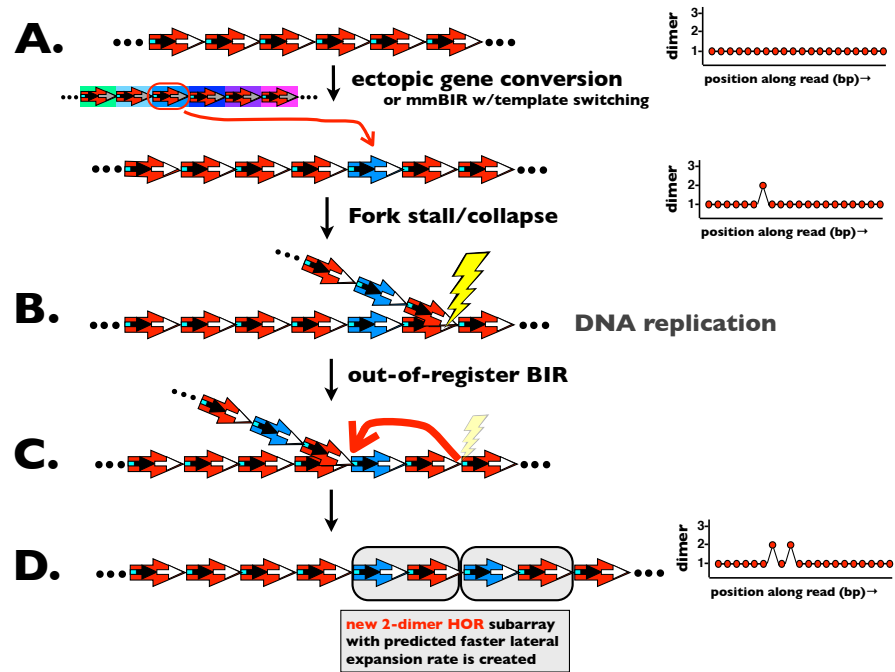 A.
3
2
1
dimer
position along read (bp)→
ectopic gene conversion
or mmBIR w/template switching
3
2
1
dimer
position along read (bp)→
Fork stall/collapse
B.
DNA replication
out-of-register BIR
C.
D.
3
2
1
dimer
position along read (bp)→
new 2-dimer HOR subarray
with predicted faster lateral
expansion rate is created